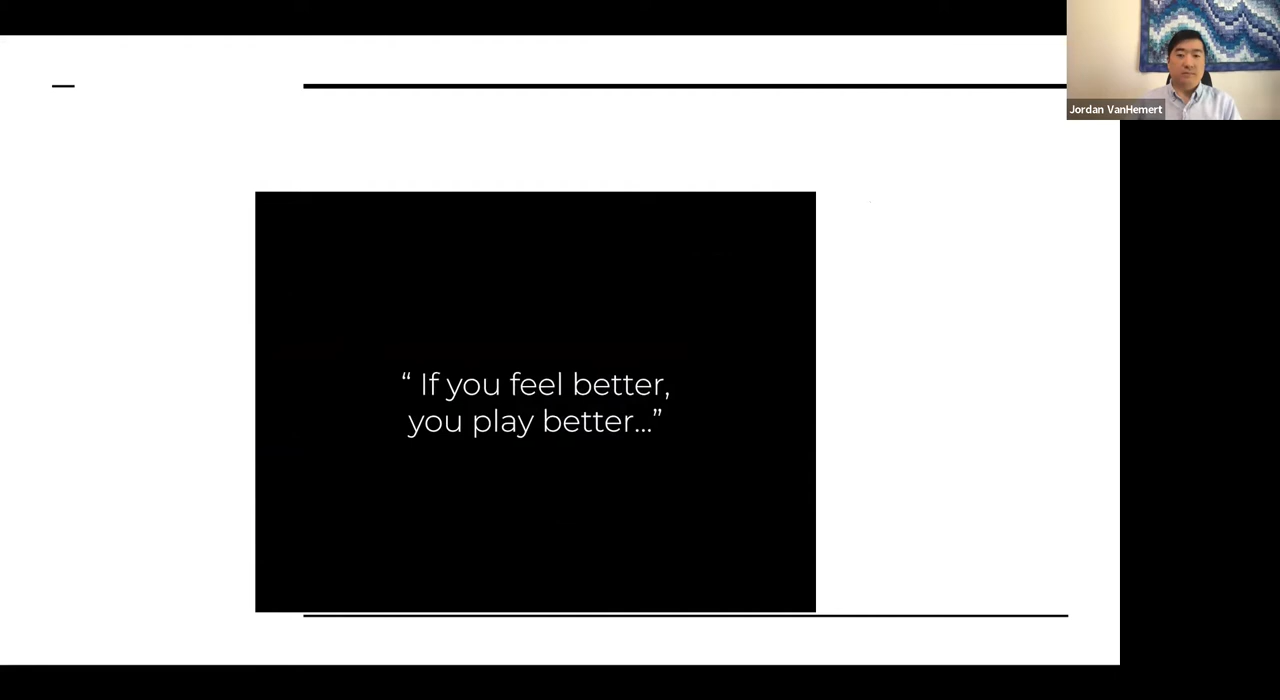 Jordan VanHemert
“ If you feel better,
you play better...”